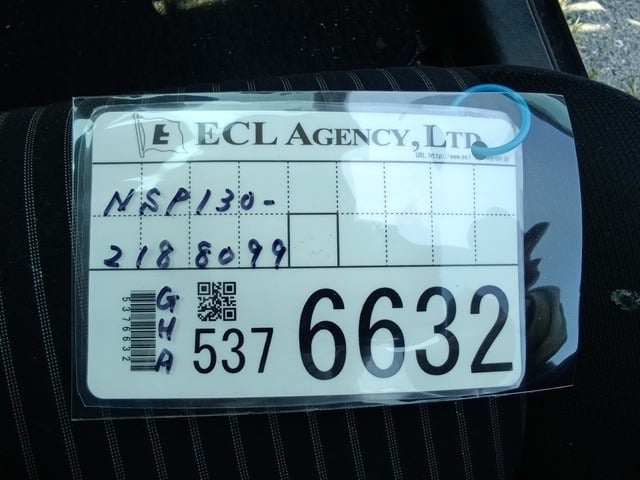 E ECL AGENCY, LTD.
NSP130-
2188099
GHA
5376632
537 6632